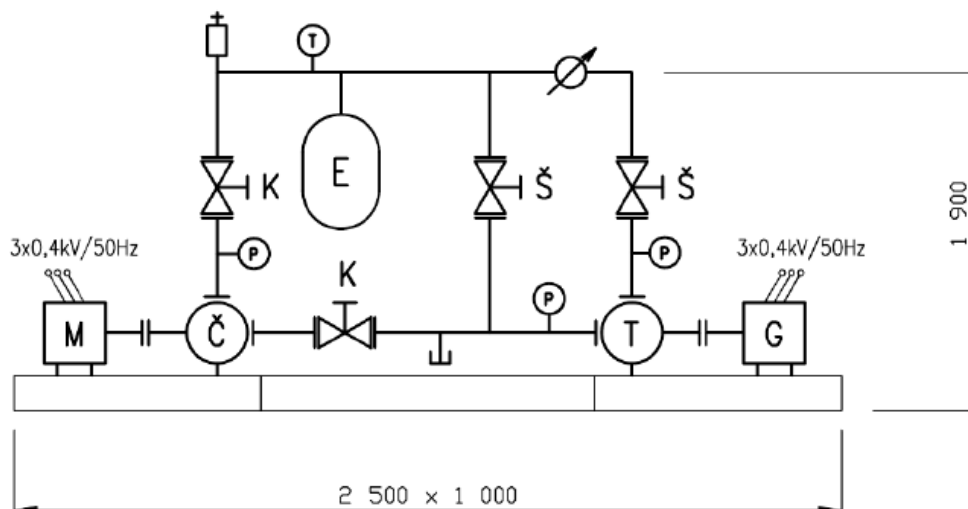 T
K
E
Š
Š
1 900
3x0,4kV/50Hz
P
K
P
P
3x0,4kV/50Hz
M
Č
T
G
2 500 x 1 000